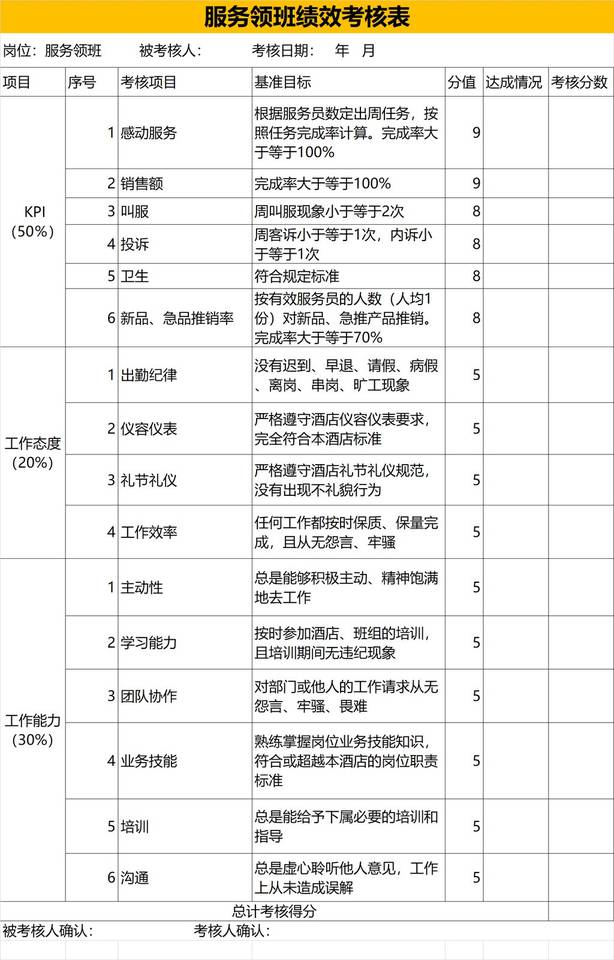 服务领班绩效考核表
岗位：服务领班 被考核人： 考核日期： 年 月
项目 序号 考核项目 基准目标 分值 达成情况 考核分数
KPI
（50%）
1 感动服务 根据服务员数定出周任务，按
照任务完成率计算。完成率大
于等于100% 9
2 销售额 完成率大于等于100% 9
3 叫服 周叫服现象小于等于2次 8
4 投诉 周客诉小于等于1次，内诉小
于等于1次 8
5 卫生 符合规定标准 8
6 新品、急品推销率 按有效服务员的人数（人均1
份）对新品、急推产品推销。
完成率大于等于70% 8
工作态度
（20%）
1 出勤纪律 没有迟到、早退、请假、病假
、离岗、串岗、旷工现象 5
2 仪容仪表 严格遵守酒店仪容仪表要求，
完全符合本酒店标准 5
3 礼节礼仪 严格遵守酒店礼节礼仪规范，
没有出现不礼貌行为 5
4 工作效率 任何工作都按时保质、保量完
成，且从无怨言、牢骚 5
工作能力
（30%）
1 主动性 总是能够积极主动、精神饱满
地去工作 5
2 学习能力 按时参加酒店、班组的培训，
且培训期间无违纪现象 5
3 团队协作 对部门或他人的工作请求从无
怨言、牢骚、畏难 5
4 业务技能 熟练掌握岗位业务技能知识，
符合或超越本酒店的岗位职责
标准 5
5 培训 总是能给予下属必要的培训和
指导 5
6 沟通 总是虚心聆听他人意见，工作
上从未造成误解 5
总计考核得分
被考核人确认： 考核人确认：